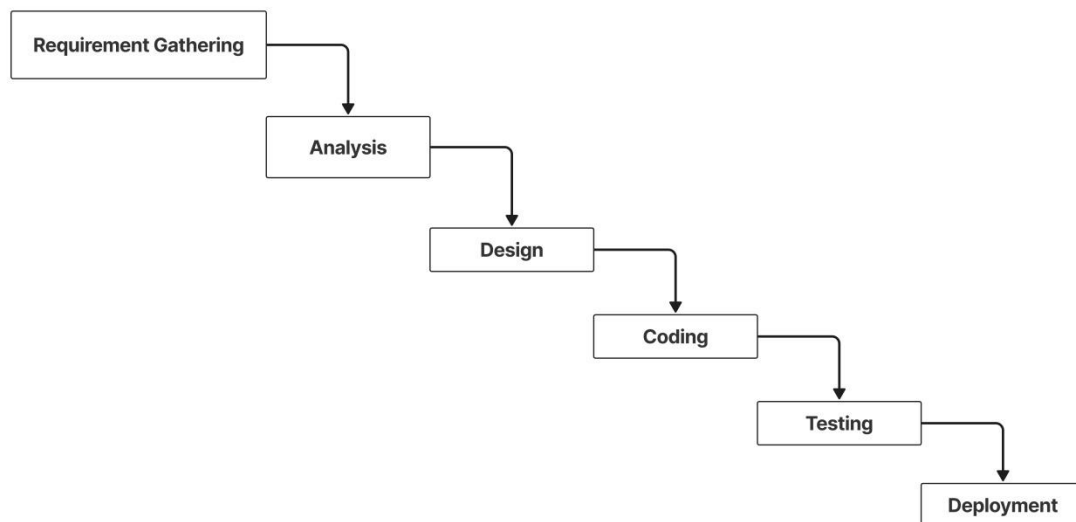 Requirement Gathering
Analysis
Design
Coding
Testing
Deployment